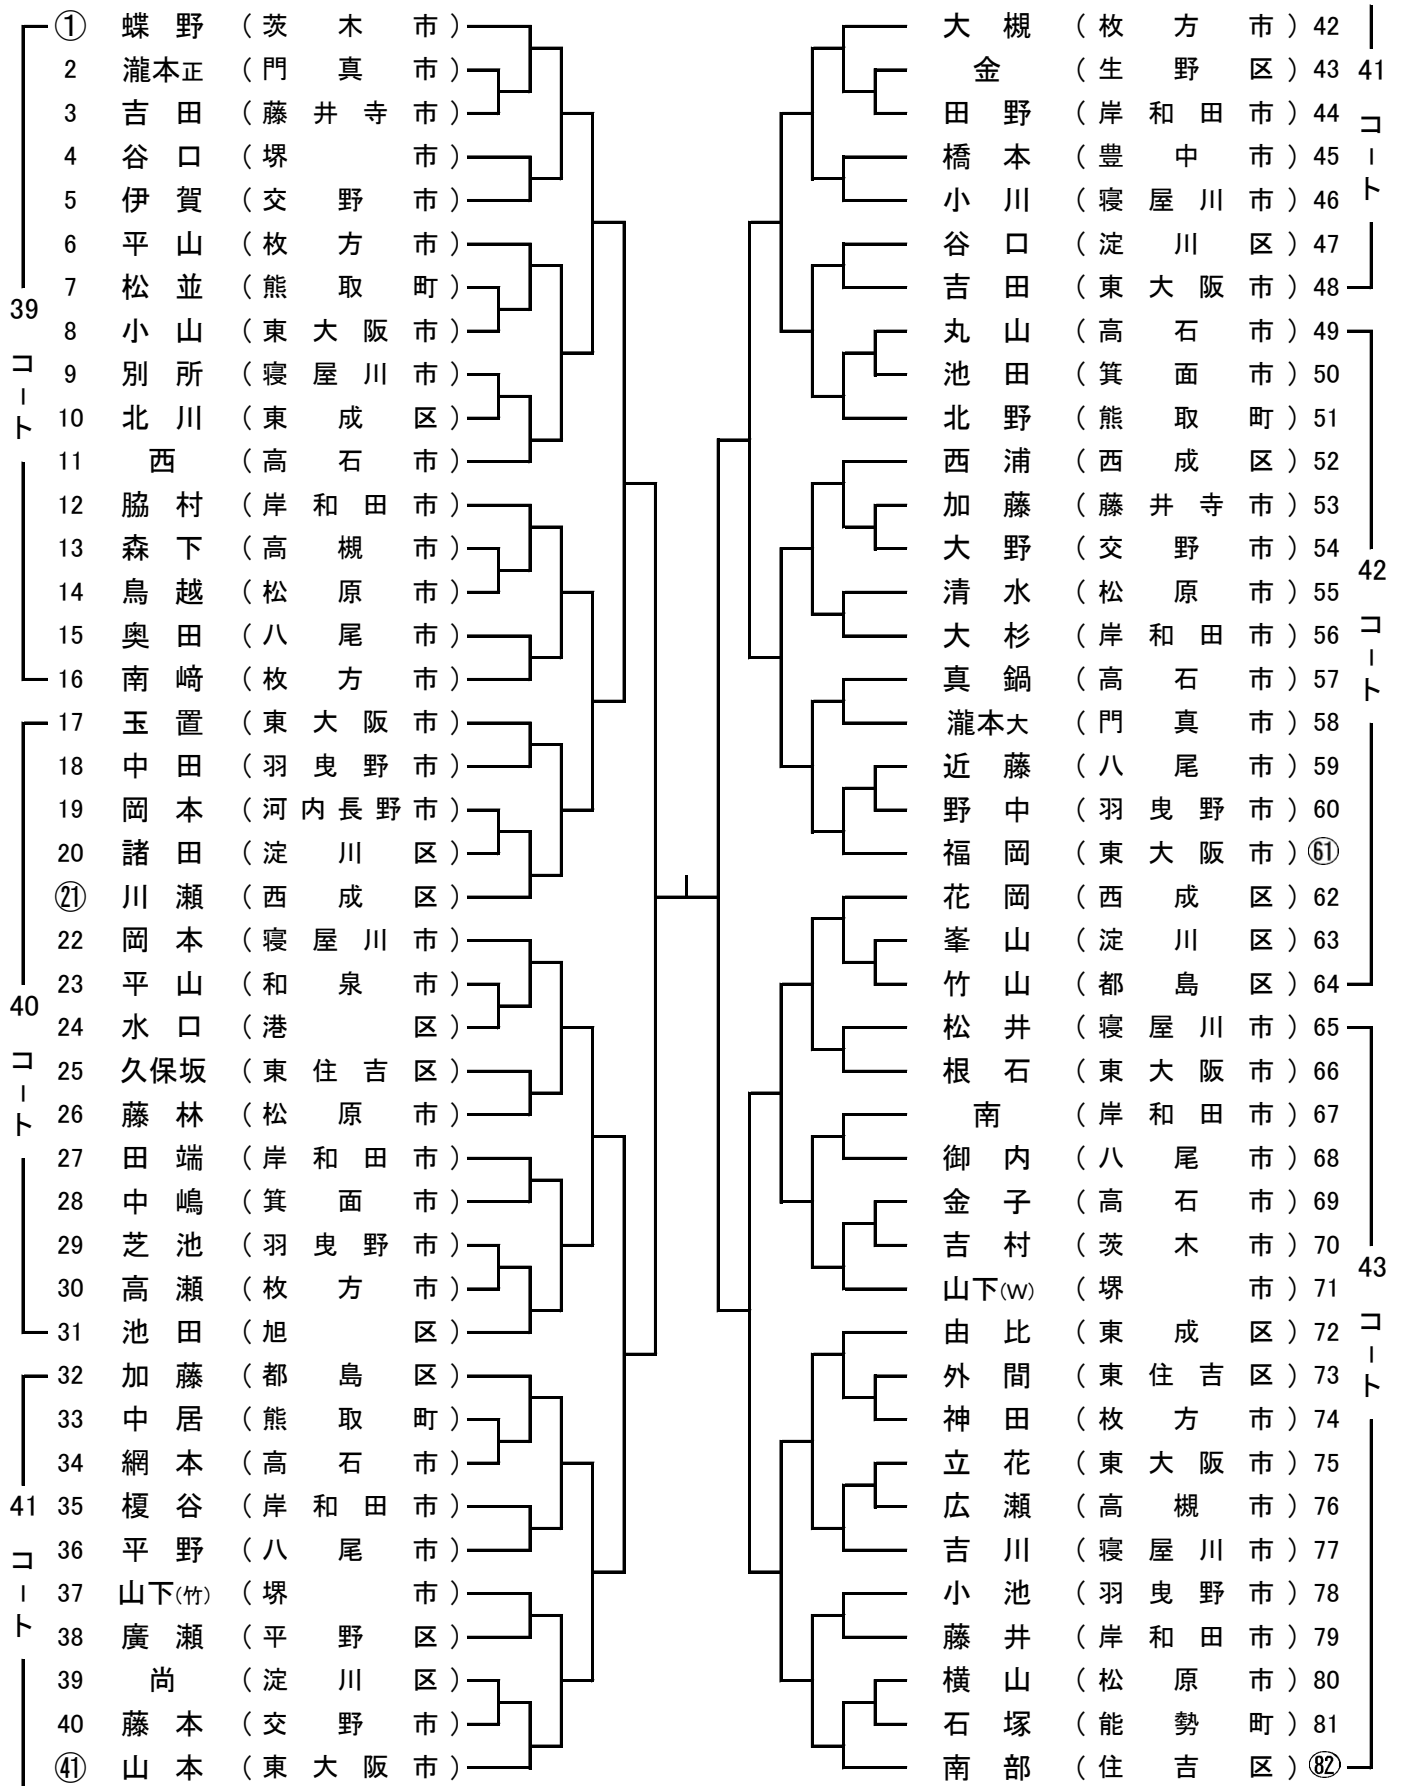 ① 蝶野 (茨木市)
2 瀧本正 (門真市)
3 吉田 (藤井寺市)
4 谷口 (堺市)
5 伊賀 (交野市)
6 平山 (枚方市)
7 松並 (熊取町)
8 小山 (東大阪市)
9 別所 (寝屋川市)
10 北川 (東成区)
11 西 (高石市)
12 脇村 (岸和田市)
13 森下 (高槻市)
14 鳥越 (松原市)
15 奥田 (八尾市)
16 南﨑 (枚方市)
39コート
17 玉置 (東大阪市)
18 中田 (羽曳野市)
19 岡本 (河内長野市)
20 諸田 (淀川区)
㉑ 川瀬 (西成区)
22 岡本 (寝屋川市)
23 平山 (和泉市)
24 水口 (港区)
25 久保坂 (東住吉区)
26 藤林 (松原市)
27 田端 (岸和田市)
28 中嶋 (箕面市)
29 芝池 (羽曳野市)
30 高瀬 (枚方市)
31 池田 (旭区)
40コート
32 加藤 (都島区)
33 中居 (熊取町)
34 網本 (高石市)
35 榎谷 (岸和田市)
36 平野 (八尾市)
37 山下(竹) (堺市)
38 廣瀬 (平野区)
39 尚 (淀川区)
40 藤本 (交野市)
㊶ 山本 (東大阪市)
41コート
大槻 (枚方市) 42
金 (生野区) 43
田野 (岸和田市) 44
橋本 (豊中市) 45
小川 (寝屋川市) 46
谷口 (淀川区) 47
吉田 (東大阪市) 48
41コート
丸山 (高石市) 49
池田 (箕面市) 50
北野 (熊取町) 51
西浦 (西成区) 52
加藤 (藤井寺市) 53
大野 (交野市) 54
清水 (松原市) 55
大杉 (岸和田市) 56
真鍋 (高石市) 57
瀧本大 (門真市) 58
近藤 (八尾市) 59
野中 (羽曳野市) 60
福岡 (東大阪市) 61
花岡 (西成区) 62
峯山 (淀川区) 63
竹山 (都島区) 64
42コート
松井 (寝屋川市) 65
根石 (東大阪市) 66
南 (岸和田市) 67
御内 (八尾市) 68
金子 (高石市) 69
吉村 (茨木市) 70
山下(W) (堺市) 71
由比 (東成区) 72
外間 (東住吉区) 73
神田 (枚方市) 74
立花 (東大阪市) 75
広瀬 (高槻市) 76
吉川 (寝屋川市) 77
小池 (羽曳野市) 78
藤井 (岸和田市) 79
横山 (松原市) 80
石塚 (能勢町) 81
南部 (住吉区) 82
43コート